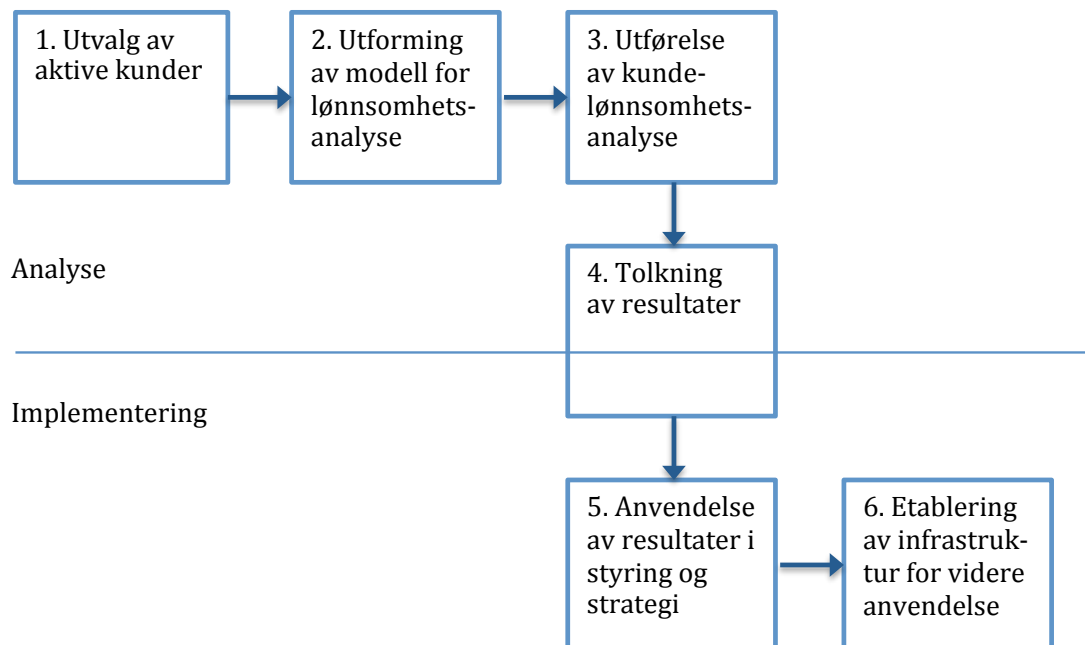 1. Utvalg av
aktive kunder
2. Utforming
av modell for
lønnsomhets-
analyse
3. Utførelse
av kunde-
lønnsomhets-
analyse
Analyse
4. Tolkning
av resultater
Implementering
5. Anvendelse
av resultater i
styring og
strategi
6. Etablering
av infrastruk-
tur for videre
anvendelse